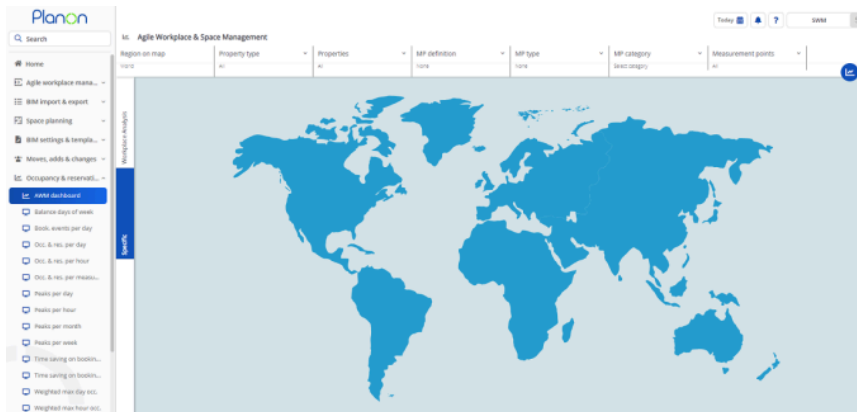 Planon
Search
Home
Agile workplace mana...
BIM import & export
Space planning
BIM settings & templa...
Moves, adds & changes
Occupancy & reservati...
AWM dashboard
Balance days of week
Book. events per day
Occ. & res. per day
Occ. & res. per hour
Occ. & res. per measu...
Peaks per day
Peaks per hour
Peaks per month
Peaks per week
Time saving on bookin...
Time saving on bookin...
Weighted max day occ.
Weighted max hour occ.
Today ? SWM
Agile Workplace & Space Management
Region on map Property type Properties MP definition MP type MP category Measurement points
World All All None None Select category All
Workplace Analysis
Specific